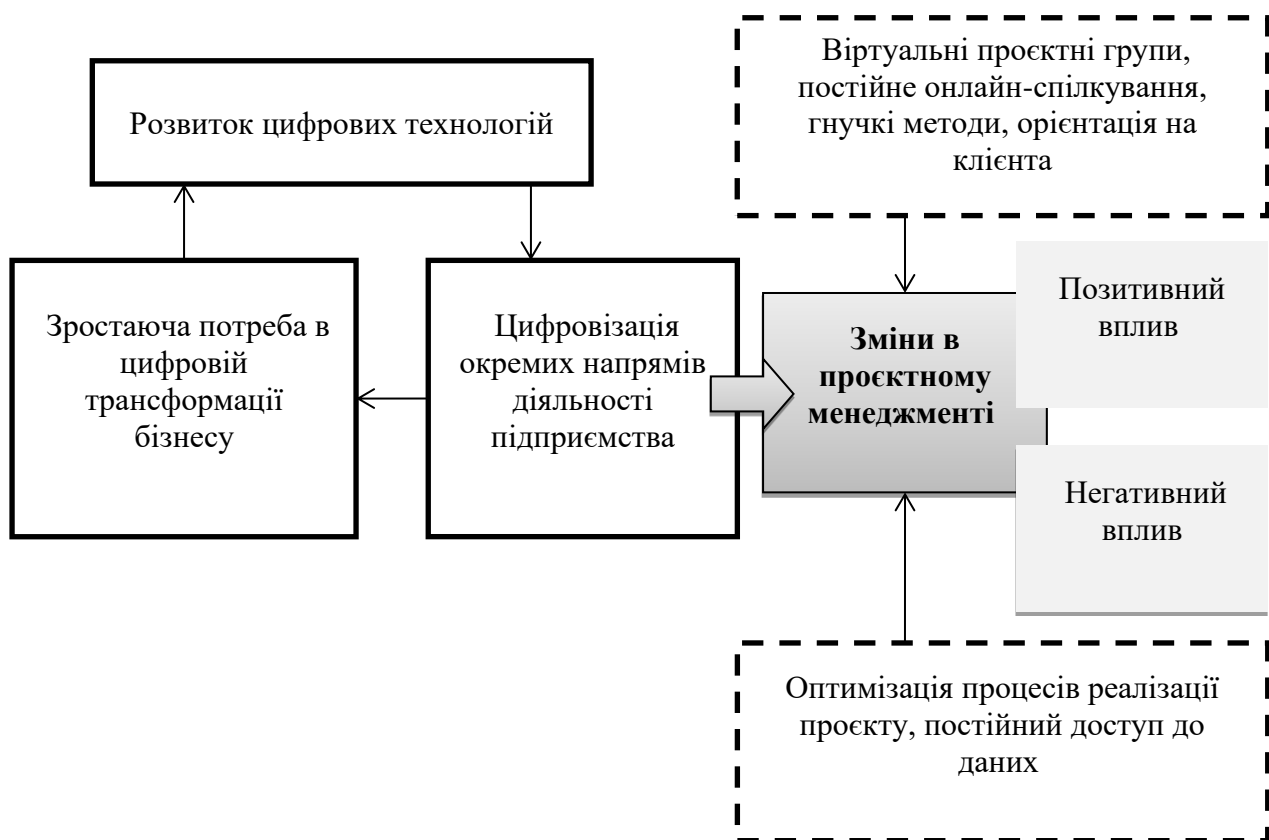 Розвиток цифрових технологій
Віртуальні проєктні групи,
постійне онлайн-спілкування,
гнучкі методи, орієнтація на
клієнта
Зростаюча потреба в
цифровій
трансформації
бізнесу
Цифровізація
окремих напрямів
діяльності
підприємства
Зміни в
проєктному
менеджменті
Позитивний
вплив
Негативний
вплив
Оптимізація процесів реалізації
проєкту, постійний доступ до
даних